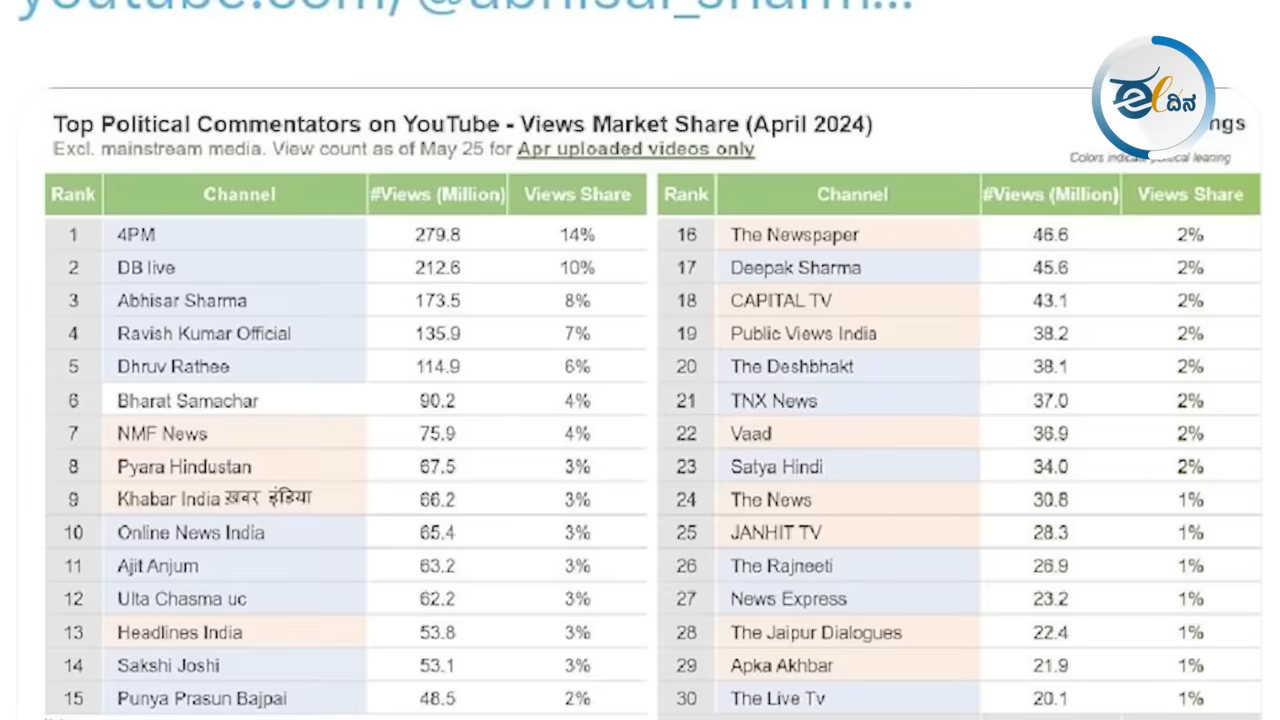 youtube.com/@abhisar_sharm...
ದಿನ
ngs
Top Political Commentators on YouTube - Views Market Share (April 2024)
Excl. mainstream media. View count as of May 25 for Apr uploaded videos only
Colors political leaning
Rank Channel #Views (Million) Views Share Rank Channel #Views (Million) Views Share
1 4PM 279.8 14% 16 The Newspaper 46.6 2%
2 DB live 212.6 10% 17 Deepak Sharma 45.6 2%
3 Abhisar Sharma 173.5 8% 18 CAPITAL TV 43.1 2%
4 Ravish Kumar Official 135.9 7% 19 Public Views India 38.2 2%
5 Dhruv Rathee 114.9 6% 20 The Deshbhakt 38.1 2%
6 Bharat Samachar 90.2 4% 21 TNX News 37.0 2%
7 NMF News 75.9 4% 22 Vaad 36.9 2%
8 Pyara Hindustan 67.5 3% 23 Satya Hindi 34.0 2%
9 Khabar India ख़बर इंडिया 66.2 3% 24 The News 30.8 1%
10 Online News India 65.4 3% 25 JANHIT TV 28.3 1%
11 Ajit Anjum 63.2 3% 26 The Rajneeti 26.9 1%
12 Ulta Chasma uc 62.2 3% 27 News Express 23.2 1%
13 Headlines India 53.8 3% 28 The Jaipur Dialogues 22.4 1%
14 Sakshi Joshi 53.1 3% 29 Apka Akhbar 21.9 1%
15 Punya Prasun Bajpai 48.5 2% 30 The Live Tv 20.1 1%